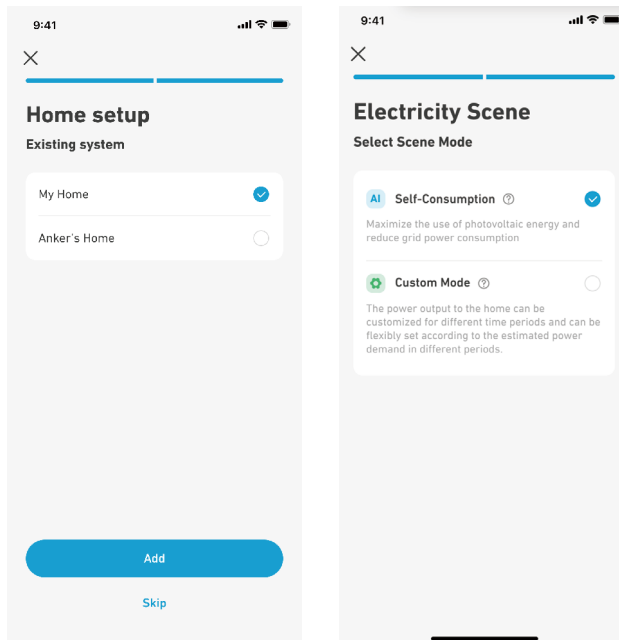 9:41
Home setup
Existing system
My Home
Anker's Home
Add
Skip
9:41
Electricity Scene
Select Scene Mode
AI Self-Consumption ?
Maximize the use of photovoltaic energy and
reduce grid power consumption
Custom Mode ?
The power output to the home can be
customized for different time periods and can be
flexibly set according to the estimated power
demand in different periods.